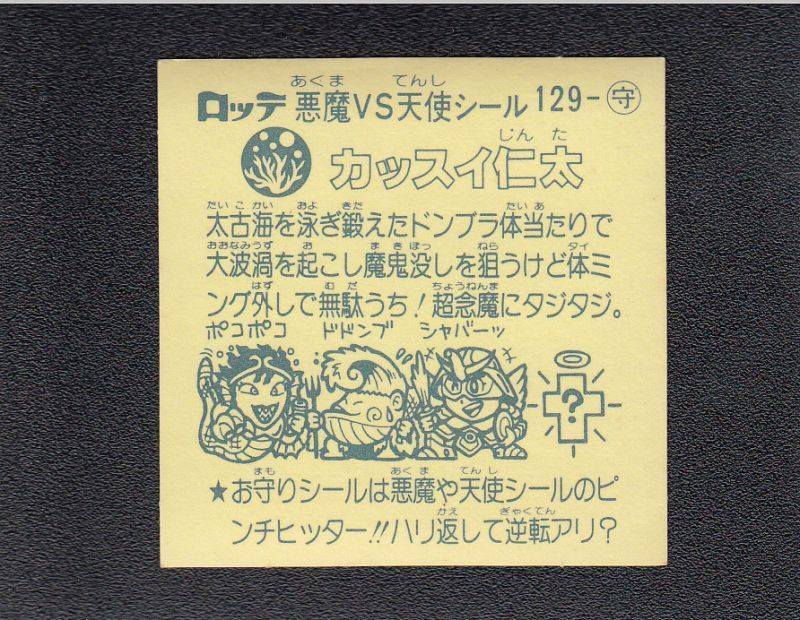 あくま てんし
ロッテ 悪魔VS天使シール 129-守
じん た
カッスイ仁太
たい こ かい およ きだ たい あ
太古海を泳ぎ鍛えたドンブラ体当たりで
おおなみうず お ま き ぼっ ねら タイ
大波渦を起こし魔鬼没しを狙うけど体ミ
はず む だ ちょうねんま
ング外しで無駄うち!超念魔にタジタジ。
ポコポコ ドドンブ シャバーッ
?
まも あくま てんし
★お守りシールは悪魔や天使シールのピ
かえ ぎゃくてん
ンチヒッター!!ハリ返して逆転アリ?